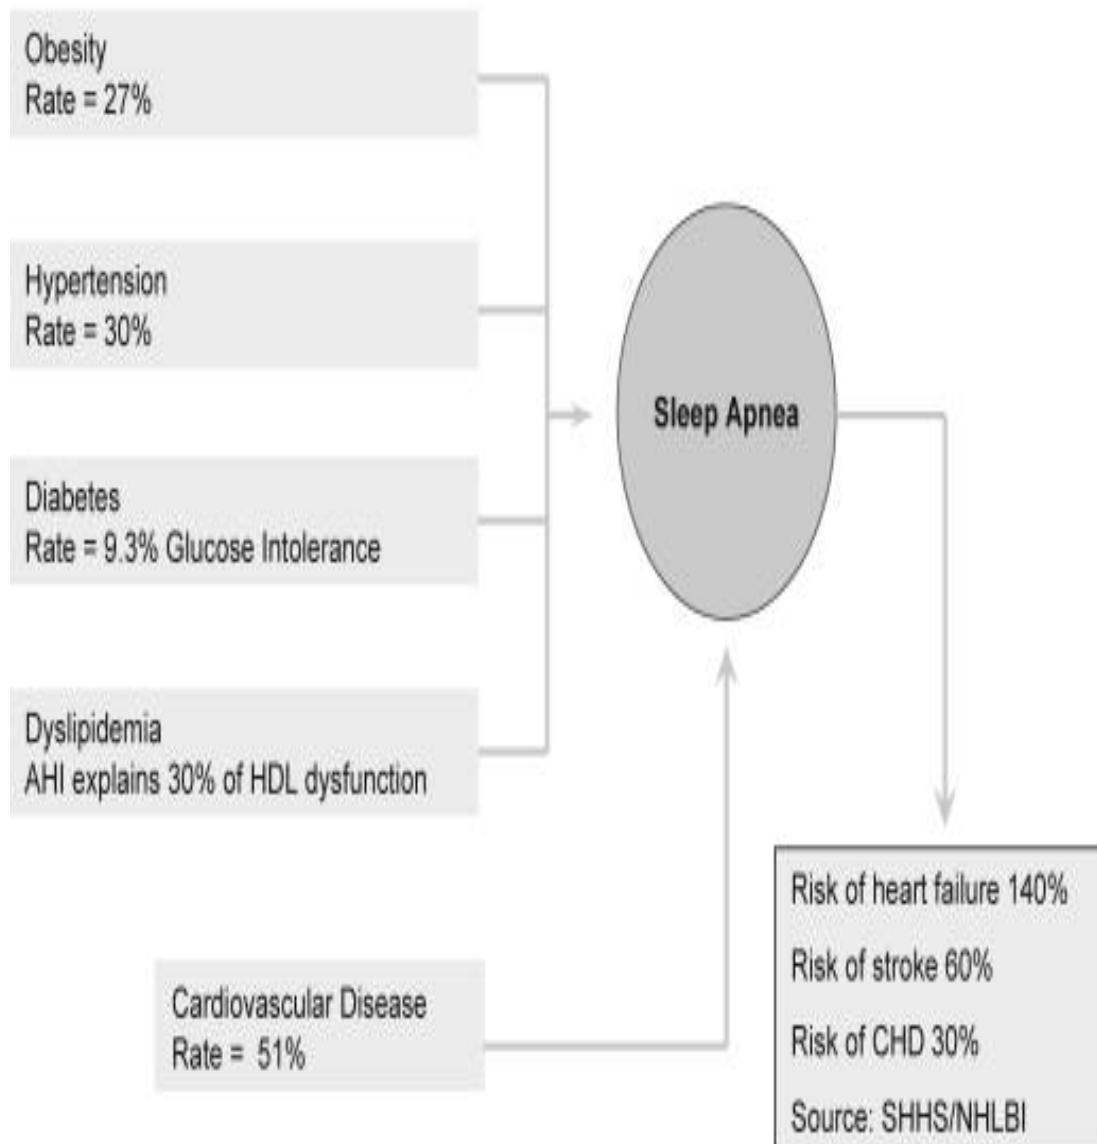 Obesity
Rate = 27%
Hypertension
Rate = 30%
Diabetes
Rate = 9.3% Glucose Intolerance
Dyslipidemia
AHI explains 30% of HDL dysfunction
Sleep Apnea
Cardiovascular Disease
Rate = 51%
Risk of heart failure 140%
Risk of stroke 60%
Risk of CHD 30%
Source: SHHS/NHLBI